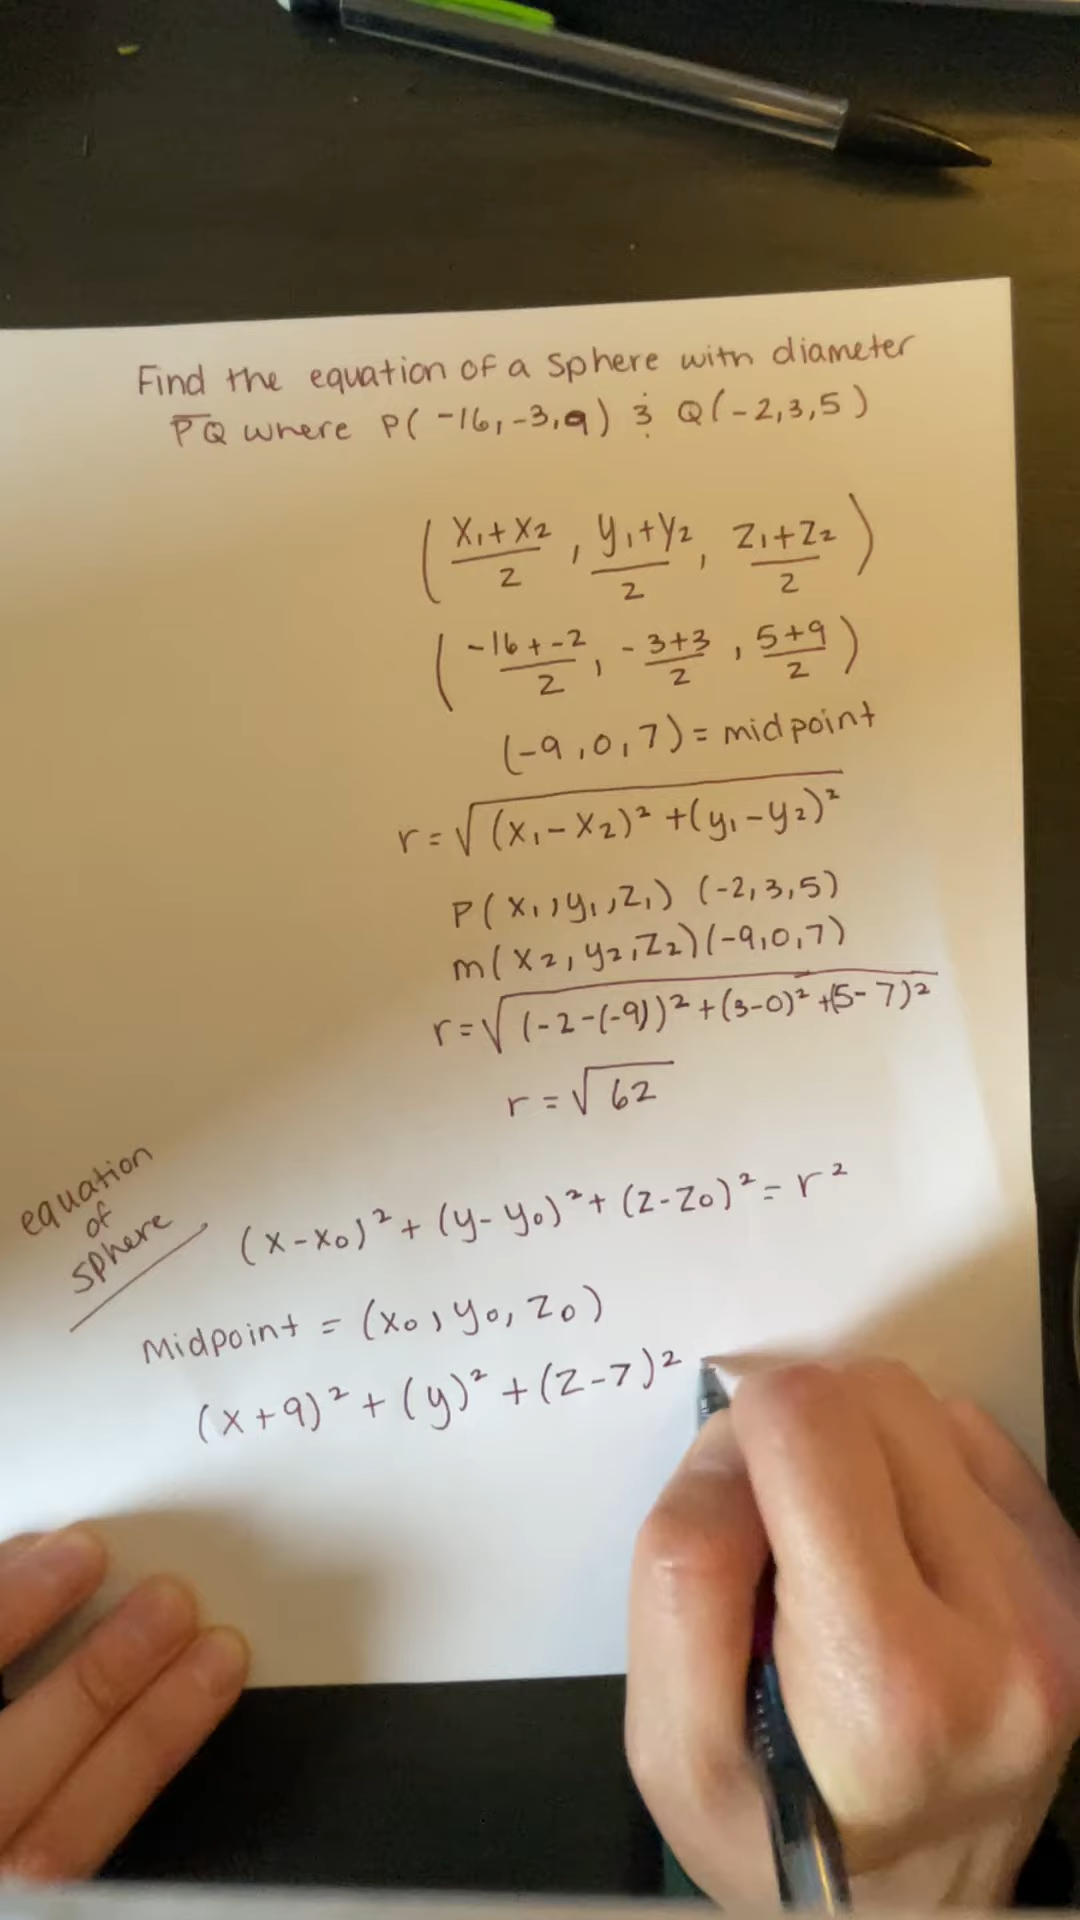 Find the equation of a sphere with diameter
P̅Q where P(-16,-3,9) & Q(-2,3,5)
(x₁+x₂/2, y₁+y₂/2, z₁+z₂/2)
(-16+-2/2, -3+3/2, 5+9/2)
(-9,0,7) = midpoint
r=√(x₁-x₂)²+(y₁-y₂)²
P(x₁,y₁,z₁) (-2,3,5)
m(x₂,y₂,z₂)(-9,0,7)
r=√(-2-(-9))²+(3-0)²+(5-7)²
r=√62
equation
of
sphere
(x-x₀)²+(y-y₀)²+(z-z₀)²=r²
Midpoint = (x₀,y₀,z₀)
(x+9)²+(y)²+(z-7)²